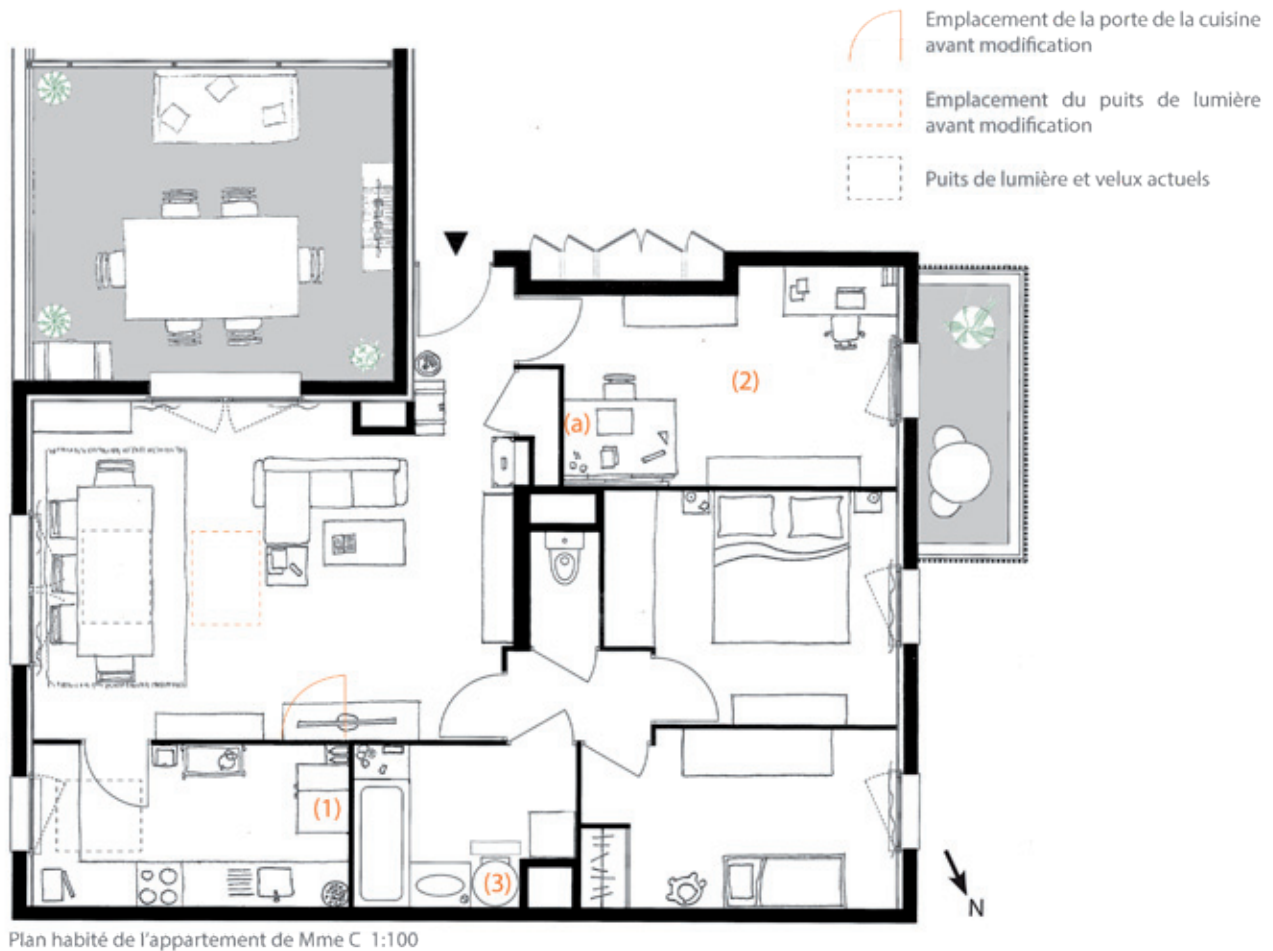 Emplacement de la porte de la cuisine
avant modification
Emplacement du puits de lumière
avant modification
Puits de lumière et velux actuels
(2)
(a)
(1)
(3)
N
Plan habité de l'appartement de Mme C 1:100